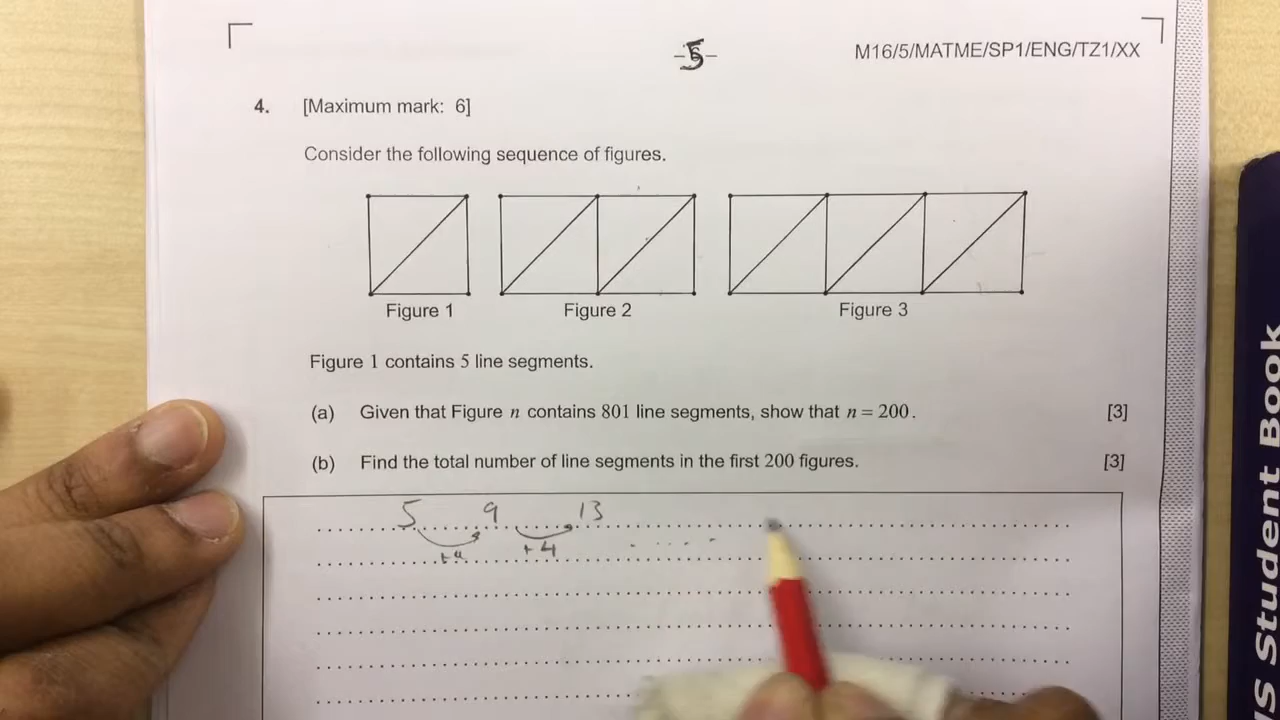 -5-
M16/5/MATME/SP1/ENG/TZ1/XX
4. [Maximum mark: 6]
Consider the following sequence of figures.
Figure 1
Figure 2
Figure 3
Figure 1 contains 5 line segments.
(a) Given that Figure n contains 801 line segments, show that n = 200. [3]
(b) Find the total number of line segments in the first 200 figures. [3]
5 9 13
+4 +4
US Student Book